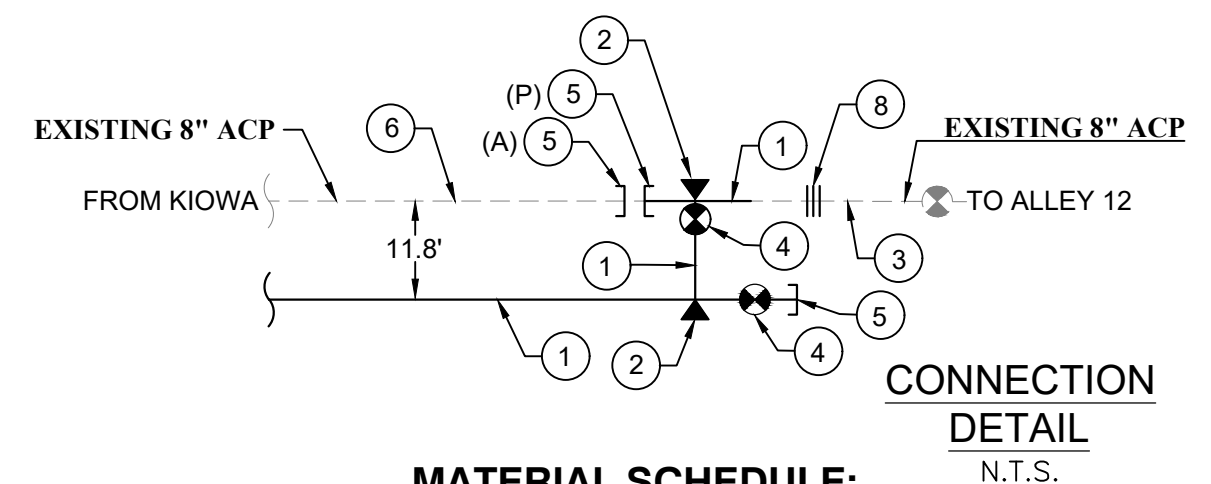 2
(P) 5
8
EXISTING 8" ACP
6
(A) 5
1
EXISTING 8" ACP
FROM KIOWA
TO ALLEY 12
11.8'
1
4
3
5
1
2
4
CONNECTION
DETAIL
N.T.S.
MATERIAL SCHEDULE: